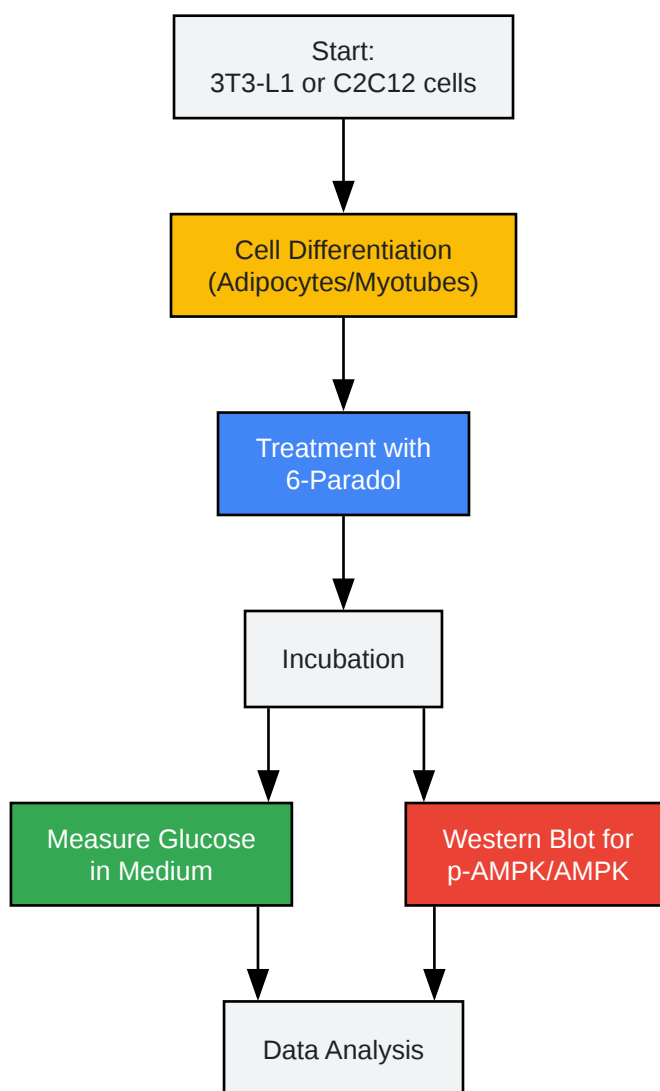 Start:
3T3-L1 or C2C12 cells
Cell Differentiation
(Adipocytes/Myotubes)
Treatment with
6-Paradol
Incubation
Measure Glucose
in Medium
Western Blot for
p-AMPK/AMPK
Data Analysis